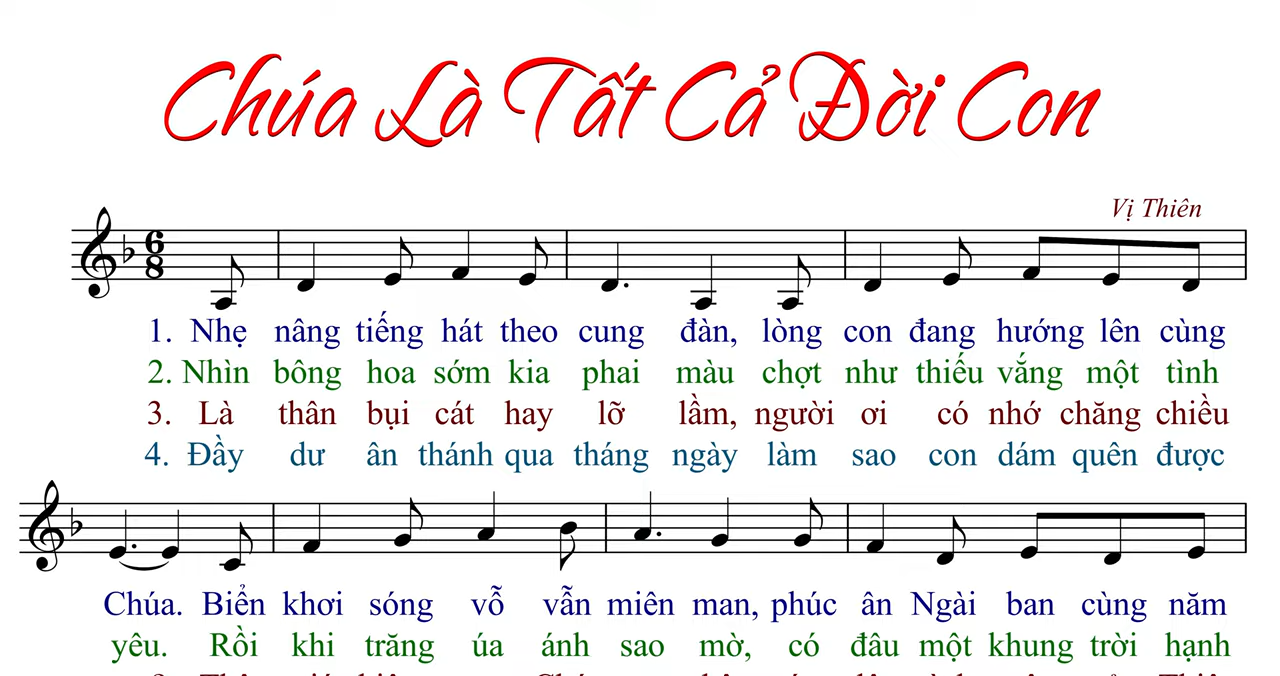 Chúa Là Tất Cả Đời Con
Vị Thiên
6
8
1. Nhẹ nâng tiếng hát theo cung đàn, lòng con đang hướng lên cùng
2. Nhìn bông hoa sớm kia phai màu chợt như thiếu vắng một tình
3. Là thân bụi cát hay lỡ lầm, người ơi có nhớ chăng chiều
4. Đầy dư ân thánh qua tháng ngày làm sao con dám quên được
Chúa. Biển khơi sóng vỗ vẫn miên man, phúc ân Ngài ban cùng năm
yêu. Rồi khi trăng úa ánh sao mờ, có đâu một khung trời hạnh